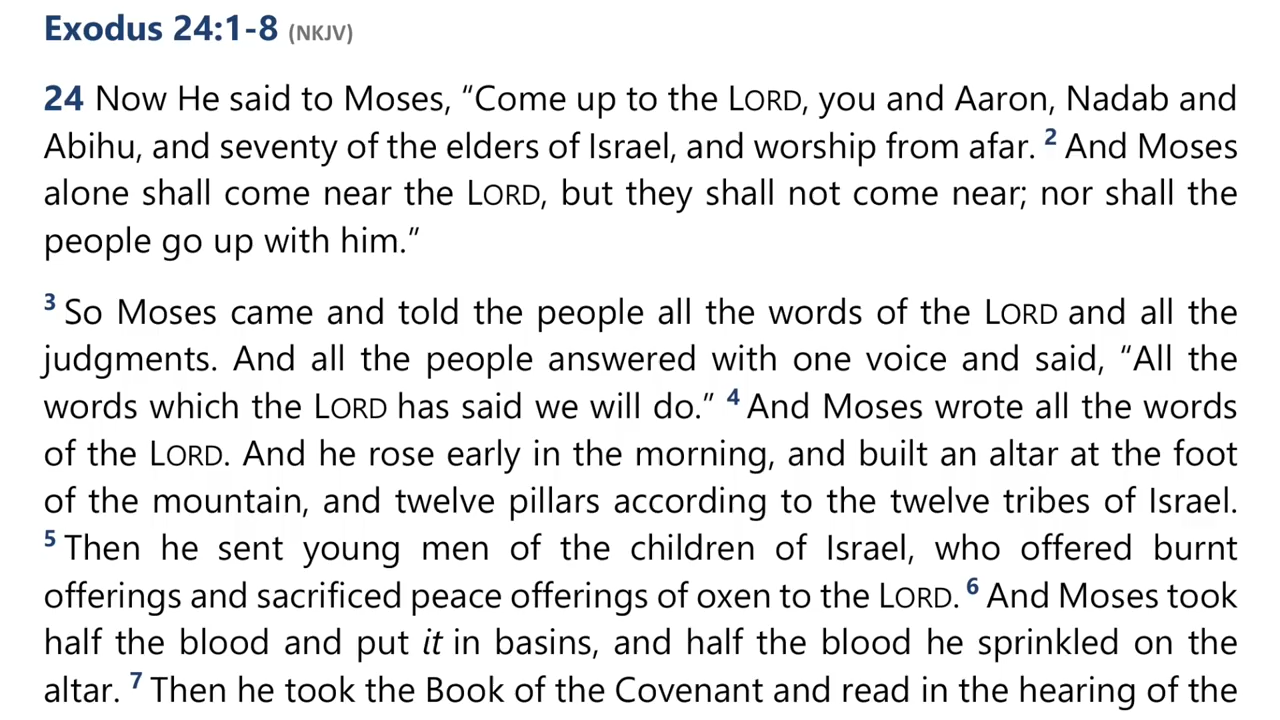 Exodus 24:1-8 (NKJV)
24 Now He said to Moses, “Come up to the LORD, you and Aaron, Nadab and
Abihu, and seventy of the elders of Israel, and worship from afar. 2 And Moses
alone shall come near the LORD, but they shall not come near; nor shall the
people go up with him.”
3 So Moses came and told the people all the words of the LORD and all the
judgments. And all the people answered with one voice and said, “All the
words which the LORD has said we will do.” 4 And Moses wrote all the words
of the LORD. And he rose early in the morning, and built an altar at the foot
of the mountain, and twelve pillars according to the twelve tribes of Israel.
5 Then he sent young men of the children of Israel, who offered burnt
offerings and sacrificed peace offerings of oxen to the LORD. 6 And Moses took
half the blood and put it in basins, and half the blood he sprinkled on the
altar. 7 Then he took the Book of the Covenant and read in the hearing of the